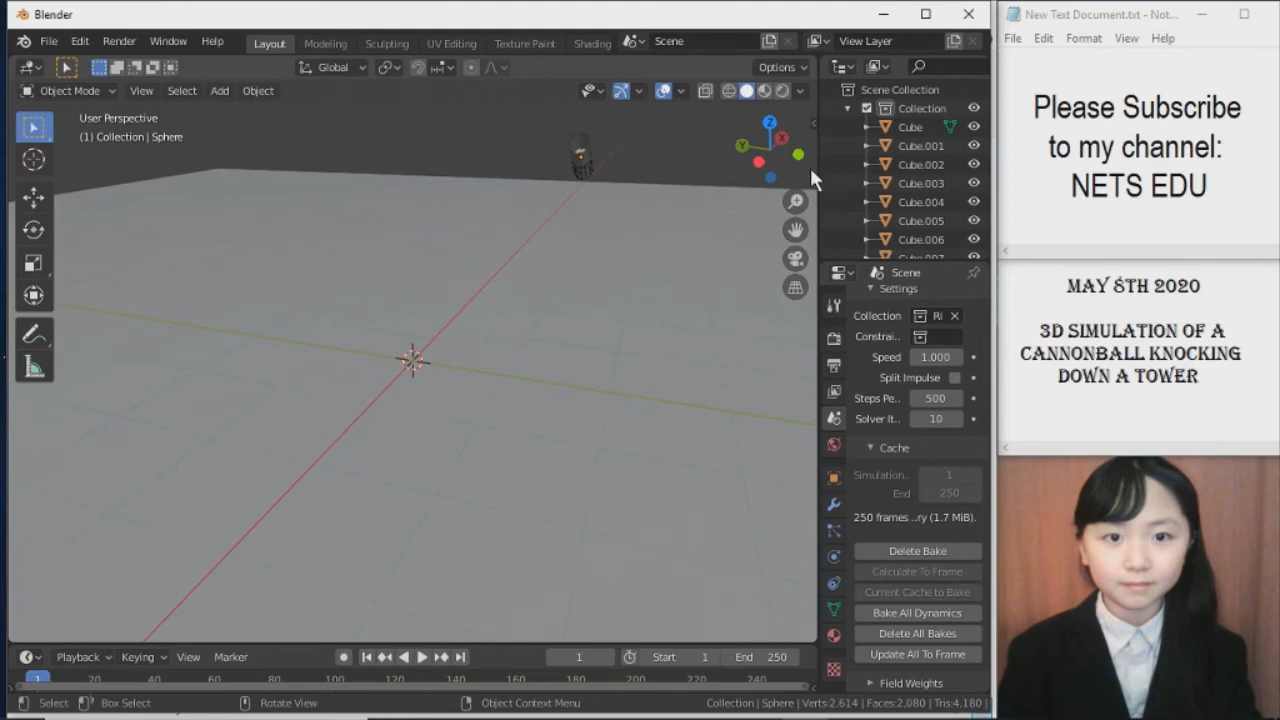 Blender
File Edit Render Window Help
Layout Modeling Sculpting UV Editing Texture Paint Shading
Scene
View Layer
Global
Options
Object Mode View Select Add Object
User Perspective
(1) Collection | Sphere
Z
X
Y
Scene Collection
Collection
Cube
Cube.001
Cube.002
Cube.003
Cube.004
Cube.005
Cube.006
Scene
Settings
Collection Ri
Constrai..
Speed 1.000
Split Impulse
Steps Pe.. 500
Solver It.. 10
Cache
Simulation.. 1
End 250
250 frames ..ry (1.7 MiB).
Delete Bake
Calculate To Frame
Current Cache to Bake
Bake All Dynamics
Delete All Bakes
Update All To Frame
Field Weights
Playback Keying View Marker
1
Start 1
End 250
1 20 40 60 80 100 120 140 160 180 200 220 240
Select Box Select Rotate View Object Context Menu
Collection | Sphere | Verts:2,614 | Faces:2,080 | Tris:4,180 |
New Text Document.txt - Not...
File Edit Format View Help
Please Subscribe
to my channel:
NETS EDU
MAY 8TH 2020
3D SIMULATION OF A
CANNONBALL KNOCKING
DOWN A TOWER